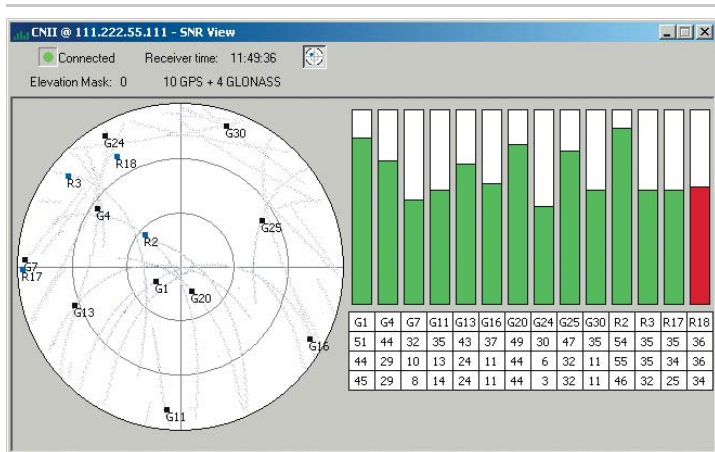 CNII @ 111.222.55.111 - SNR View
Connected Receiver time: 11:49:36
Elevation Mask: 0 10 GPS + 4 GLONASS
G30
G24
R18
R3
G4
G25
R2
G7
R17
G1
G20
G13
G16
G11
G1 G4 G7 G11 G13 G16 G20 G24 G25 G30 R2 R3 R17 R18
51 44 32 35 43 37 49 30 47 35 54 35 35 36
44 29 10 13 24 11 44 6 32 11 55 35 34 36
45 29 8 14 24 11 44 3 32 11 46 32 25 34